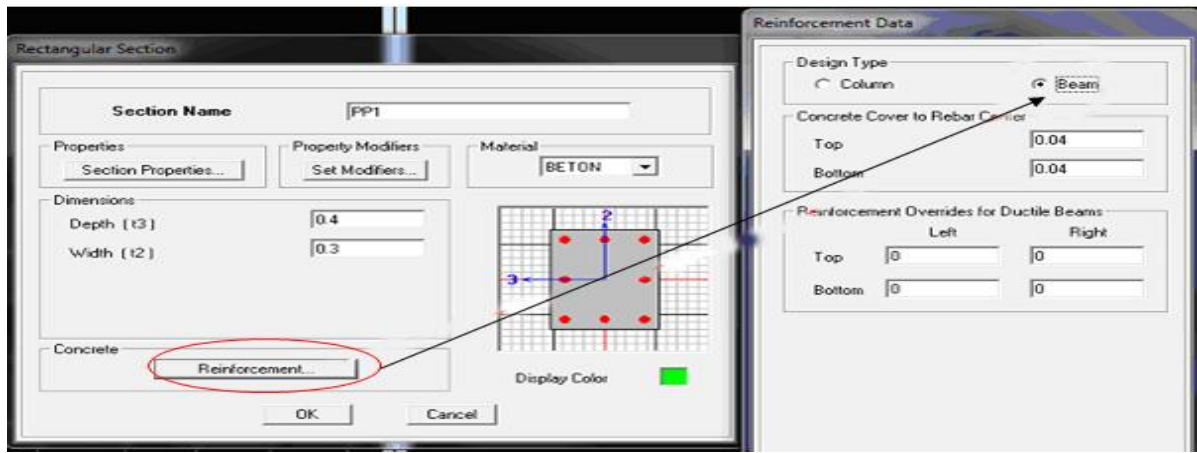 Rectangular Section
Section Name PP1
Properties Property Modifiers Material
Section Properties... Set Modifiers... BETON
Dimensions
Depth (t3) 0.4
Width (t2) 0.3
2
3
Concrete
Reinforcement...
Display Color
OK Cancel
Reinforcement Data
Design Type
Column Beam
Concrete Cover to Rebar Center
Top 0.04
Bottom 0.04
Reinforcement Overrides for Ductile Beams
Left Right
Top 0 0
Bottom 0 0